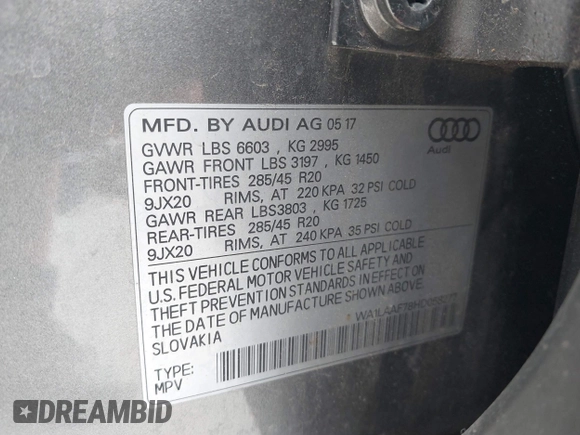 MFD. BY AUDI AG 05 17
Audi
GVWR LBS 6603 , KG 2995
GAWR FRONT LBS 3197 , KG 1450
FRONT-TIRES 285/45 R20
9JX20 RIMS, AT 220 KPA 32 PSI COLD
GAWR REAR LBS3803 , KG 1725
REAR-TIRES 285/45 R20
9JX20 RIMS, AT 240 KPA 35 PSI COLD
THIS VEHICLE CONFORMS TO ALL APPLICABLE
U.S. FEDERAL MOTOR VEHICLE SAFETY AND
THEFT PREVENTION STANDARDS IN EFFECT ON
THE DATE OF MANUFACTURE SHOWN ABOVE.
SLOVAKIA
TYPE:
MPV
DREAMBID